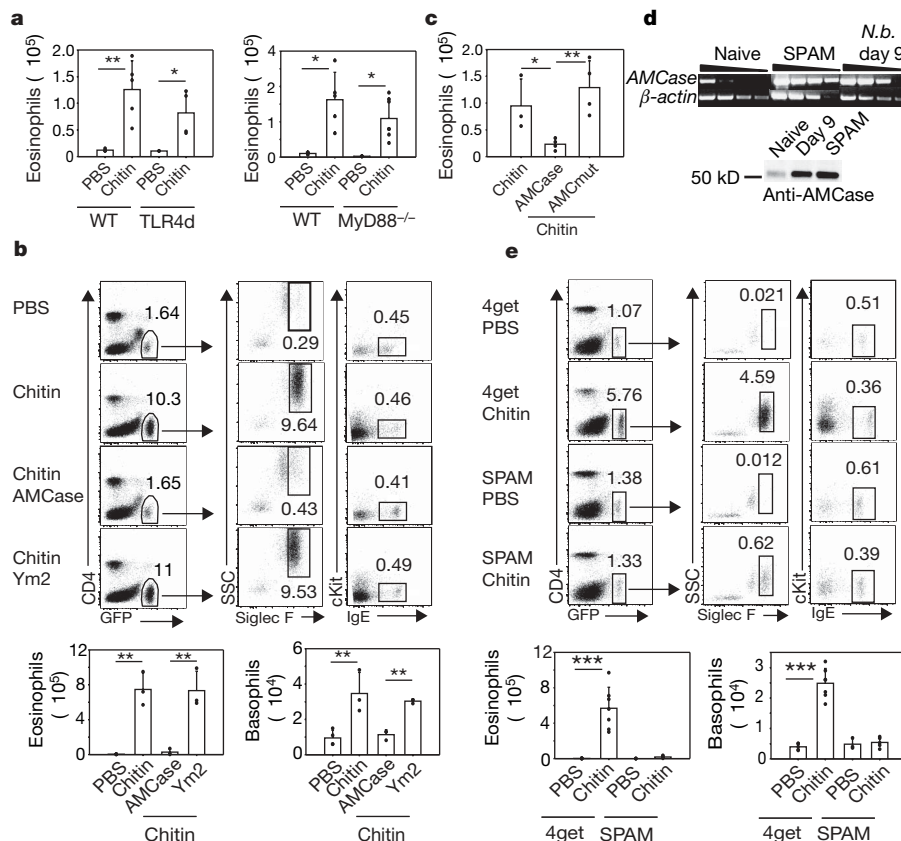 a
Eosinophils ( 10⁵)
2.0
1.5
1.0
0.5
0
**
*
PBS
Chitin
PBS
Chitin
WT
TLR4d
Eosinophils ( 10⁵)
4
3
2
1
0
*
*
PBS
Chitin
PBS
Chitin
WT
MyD88–/–
c
Eosinophils ( 10⁵)
2.0
1.5
1.0
0.5
0
*
**
Chitin
AMCase
AMCmut
Chitin
d
Naive
SPAM
N.b.
day 9
AMCase
β-actin
Naive
Day 9
SPAM
50 kD
Anti-AMCase
b
PBS
1.64
0.29
0.45
Chitin
10.3
9.64
0.46
Chitin
AMCase
1.65
0.43
0.41
Chitin
Ym2
11
9.53
0.49
CD4
GFP
SSC
Siglec F
cKit
IgE
Eosinophils
( 10⁵)
10
5
0
**
**
PBS
Chitin
AMCase
Ym2
Chitin
Basophils
( 10⁴)
6
4
2
0
**
**
PBS
Chitin
AMCase
Ym2
Chitin
e
4get
PBS
1.07
0.021
0.51
4get
Chitin
5.76
4.59
0.36
SPAM
PBS
1.38
0.012
0.61
SPAM
Chitin
1.33
0.62
0.39
CD4
GFP
SSC
Siglec F
cKit
IgE
Eosinophils
( 10⁵)
10
8
6
4
2
0
***
PBS
Chitin
PBS
Chitin
4get
SPAM
Basophils
( 10⁴)
3
2
1
0
***
PBS
Chitin
PBS
Chitin
4get
SPAM